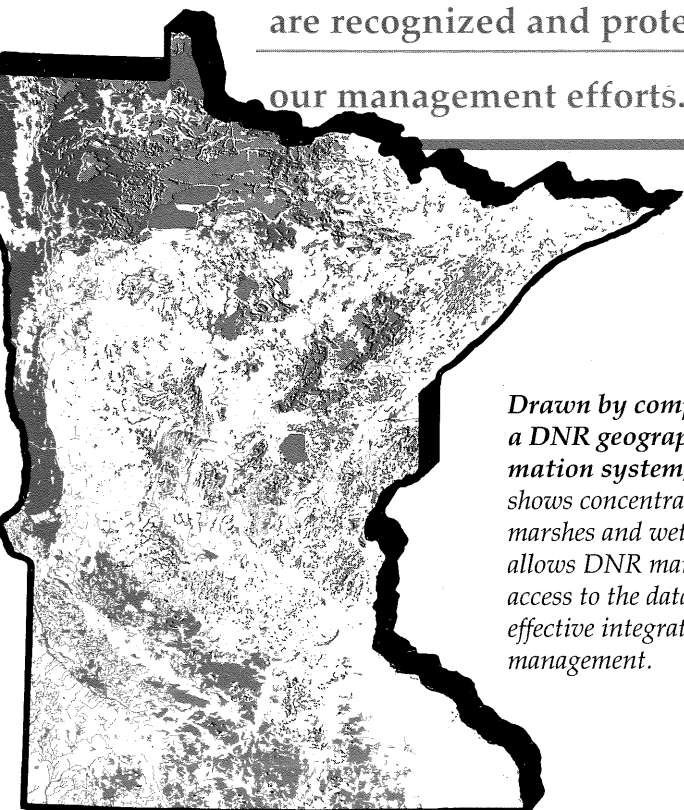 are recognized and prote
our management efforts.
Drawn by comp
a DNR geograp
mation system,
shows concentra
marshes and wet
allows DNR mar
access to the data
effective integrat
management.